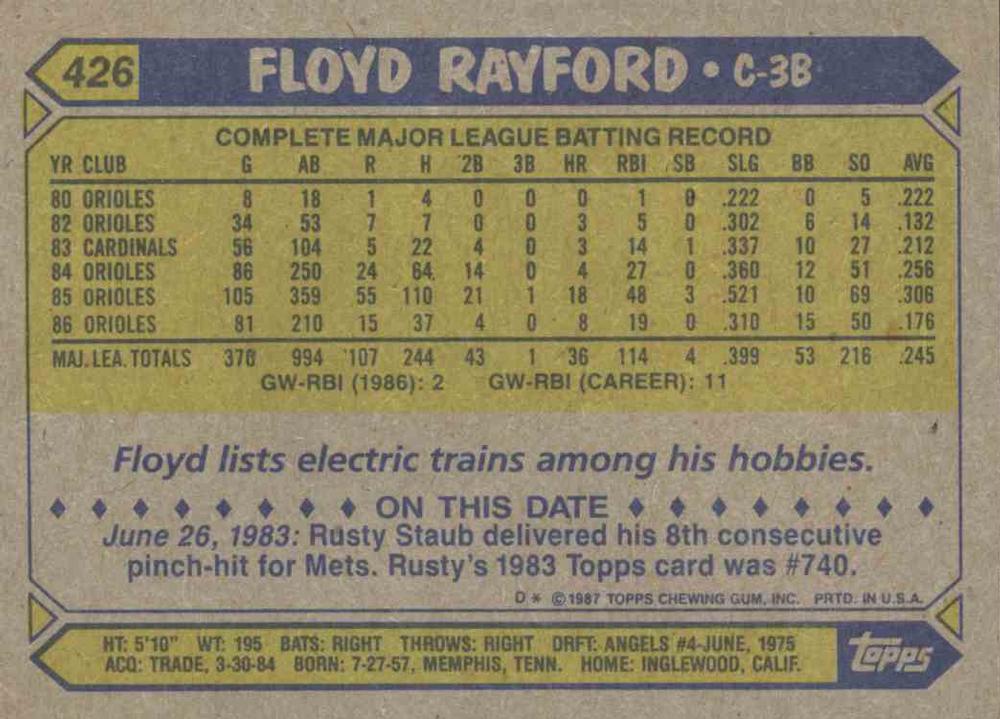 426 FLOYD RAYFORD • C-3B
COMPLETE MAJOR LEAGUE BATTING RECORD
YR CLUB G AB R H 2B 3B HR RBI SB SLG BB SO AVG
80 ORIOLES 8 18 1 4 0 0 0 1 0 .222 0 5 .222
82 ORIOLES 34 53 7 7 0 0 3 5 0 .302 6 14 .132
83 CARDINALS 56 104 5 22 4 0 3 14 1 .337 10 27 .212
84 ORIOLES 86 250 24 64 14 0 4 27 0 .360 12 51 .256
85 ORIOLES 105 359 55 110 21 1 18 48 3 .521 10 69 .306
86 ORIOLES 81 210 15 37 4 0 8 19 0 .310 15 50 .176
MAJ. LEA. TOTALS 370 994 107 244 43 1 36 114 4 .399 53 216 .245
GW-RBI (1986): 2 GW-RBI (CAREER): 11
Floyd lists electric trains among his hobbies.
♦ ♦ ♦ ♦ ♦ ♦ ♦ ♦ ON THIS DATE ♦ ♦ ♦ ♦ ♦ ♦ ♦ ♦
June 26, 1983: Rusty Staub delivered his 8th consecutive
pinch-hit for Mets. Rusty's 1983 Topps card was #740.
D * © 1987 TOPPS CHEWING GUM, INC. PRTD. IN U.S.A.
HT: 5'10" WT: 195 BATS: RIGHT THROWS: RIGHT DRFT: ANGELS #4-JUNE, 1975
ACQ: TRADE, 3-30-84 BORN: 7-27-57, MEMPHIS, TENN. HOME: INGLEWOOD, CALIF.
topps